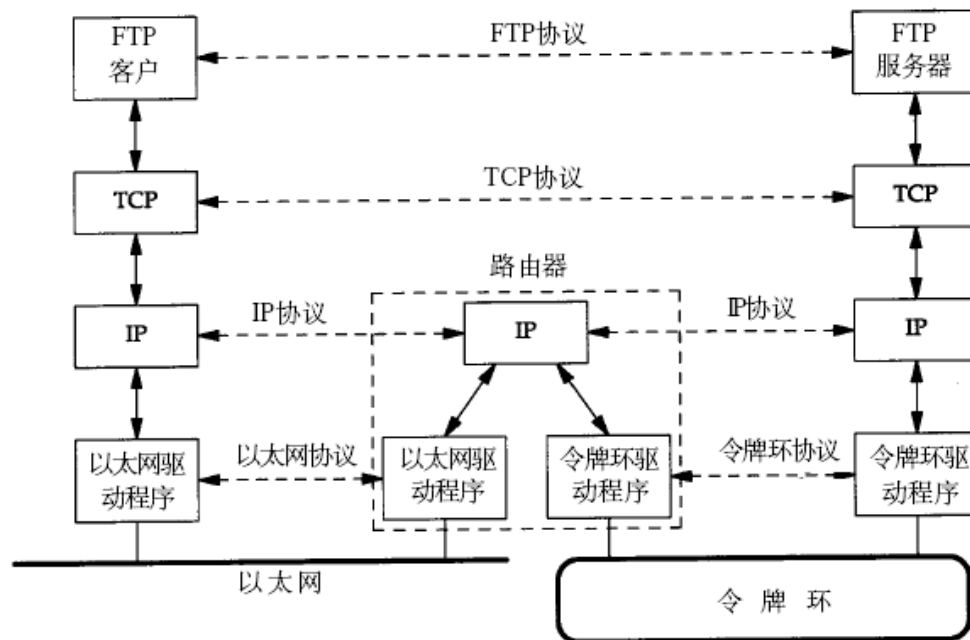 FTP
客户
FTP协议
FTP
服务器
TCP
TCP协议
TCP
路由器
IP
IP协议
IP
IP协议
IP
以太网驱
动程序
以太网协议
以太网驱
动程序
令牌环驱
动程序
令牌环协议
令牌环驱
动程序
以太网
令牌环